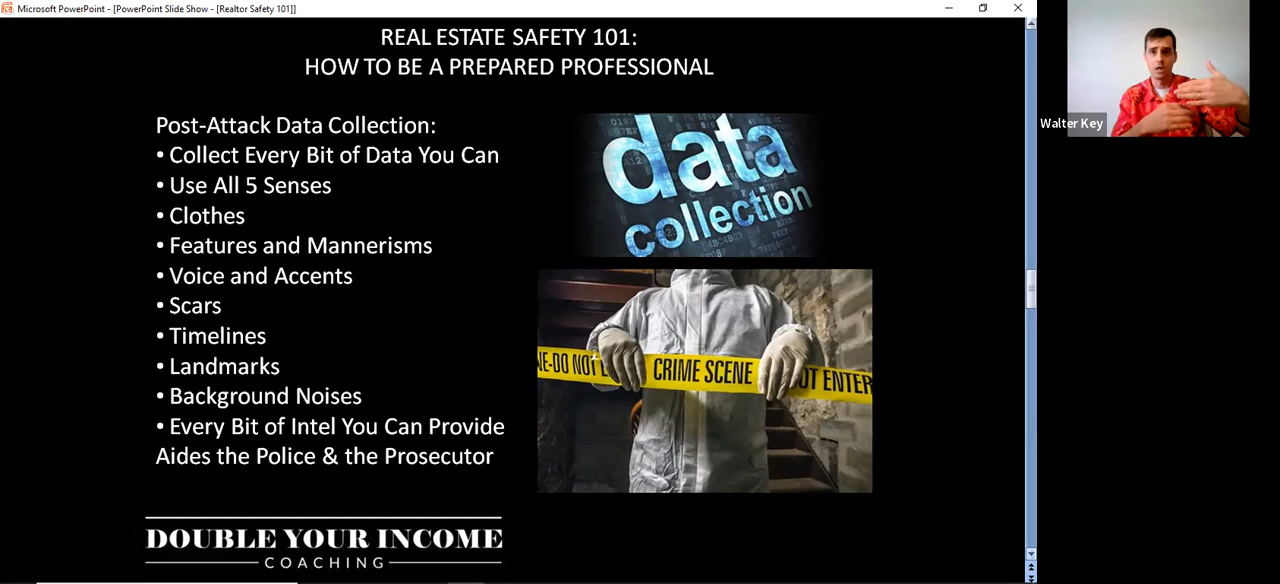 Microsoft PowerPoint - [PowerPoint Slide Show - [Realtor Safety 101]]
REAL ESTATE SAFETY 101:
HOW TO BE A PREPARED PROFESSIONAL
Post-Attack Data Collection:
• Collect Every Bit of Data You Can
• Use All 5 Senses
• Clothes
• Features and Mannerisms
• Voice and Accents
• Scars
• Timelines
• Landmarks
• Background Noises
• Every Bit of Intel You Can Provide
Aides the Police & the Prosecutor
data
collection
CRIME SCENE
DOUBLE YOUR INCOME
COACHING
Walter Key